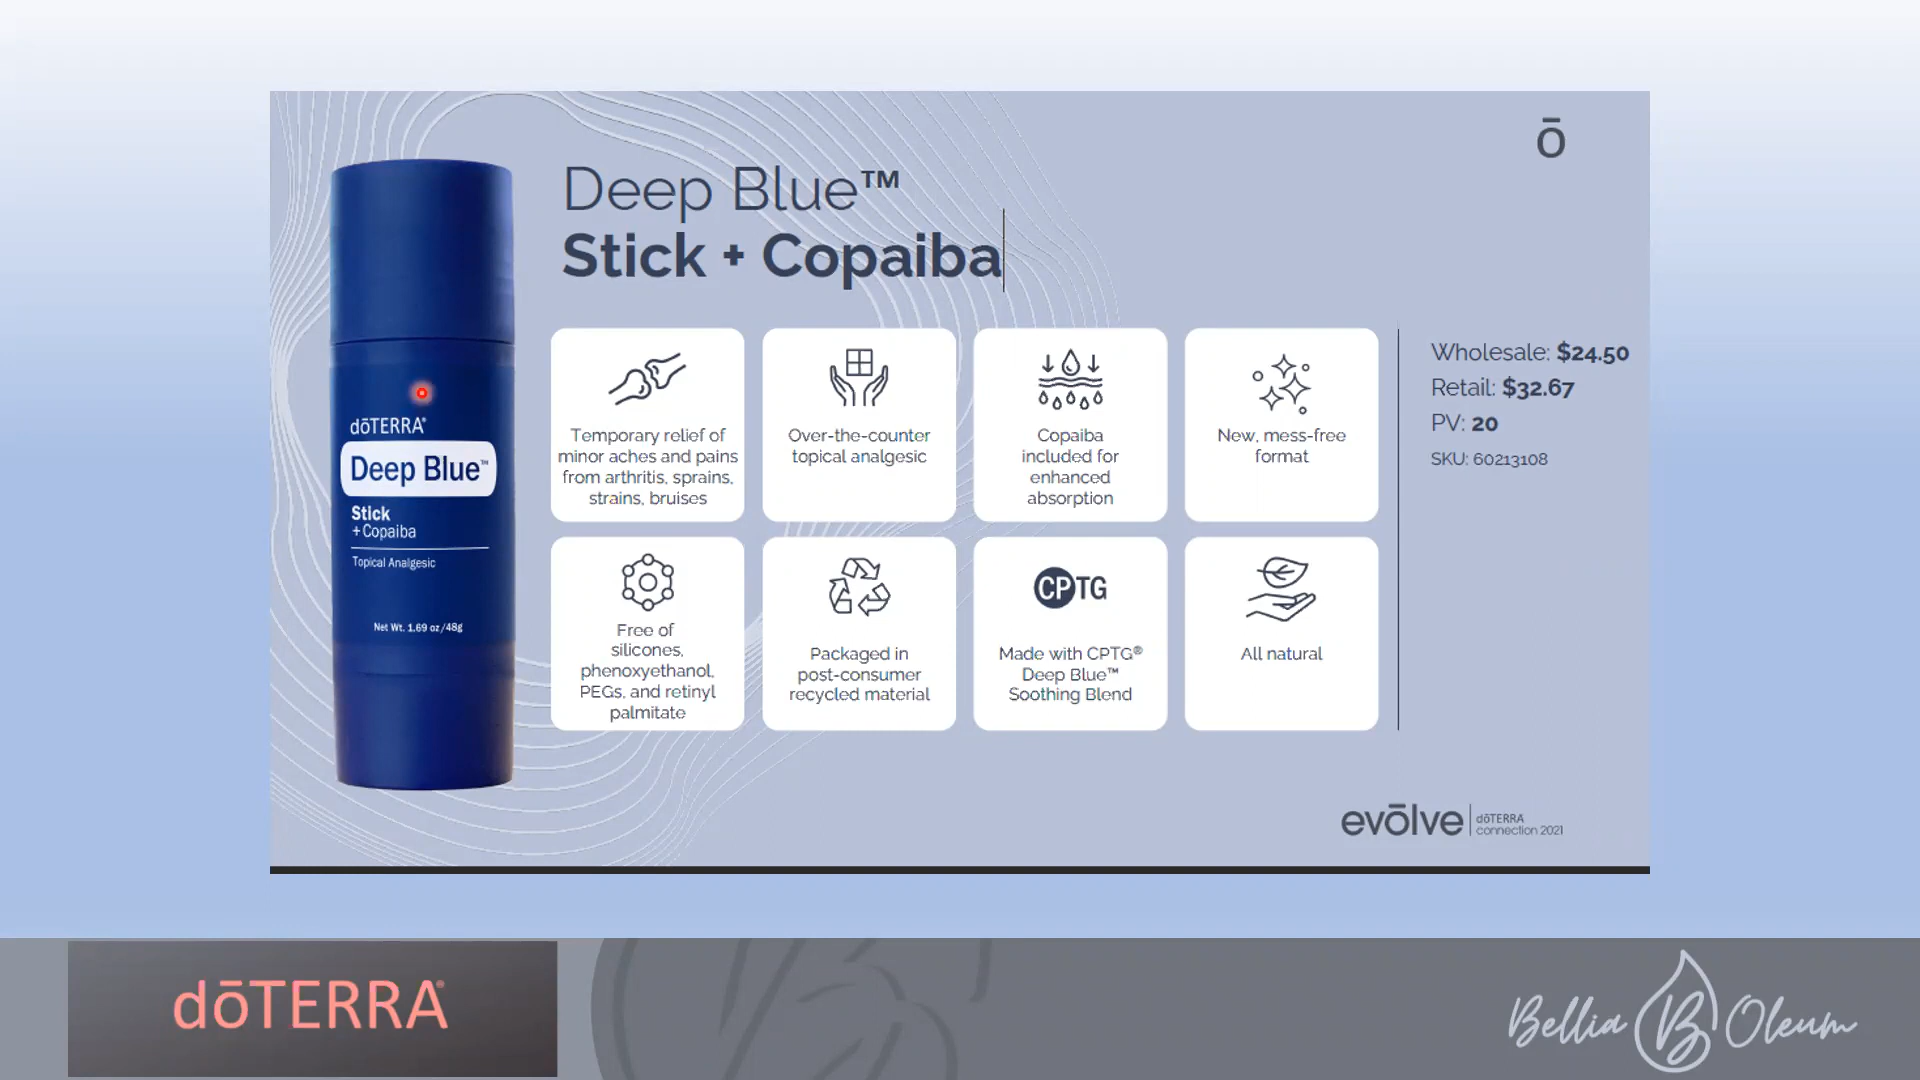 ō
Deep Blue™
Stick + Copaiba
dōTERRA®
Deep Blue™
Stick
+ Copaiba
Topical Analgesic
Net Wt. 1.69 oz/48g
Temporary relief of
minor aches and pains
from arthritis, sprains,
strains, bruises
Over-the-counter
topical analgesic
Copaiba
included for
enhanced
absorption
New, mess-free
format
Free of
silicones,
phenoxyethanol,
PEGs, and retinyl
palmitate
Packaged in
post-consumer
recycled material
CPTG
Made with CPTG®
Deep Blue™
Soothing Blend
All natural
Wholesale: $24.50
Retail: $32.67
PV: 20
SKU: 60213108
evōlve
dōTERRA
connection 2021
dōTERRA®
Bellia B Oleum